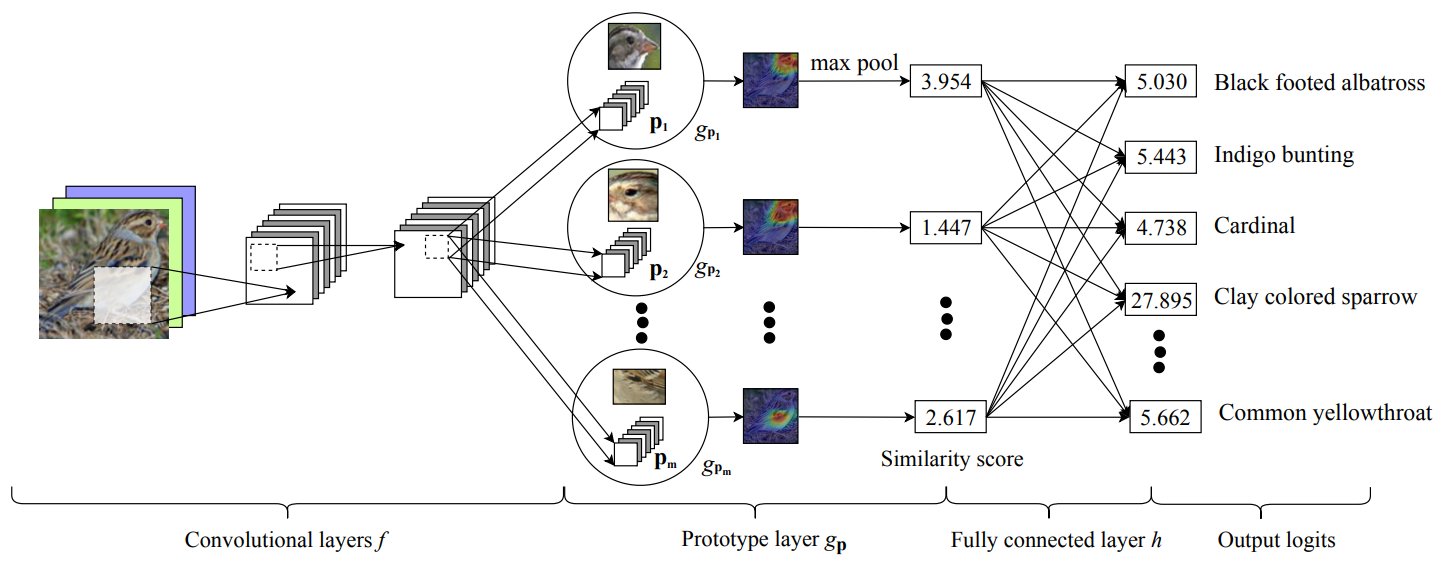 max pool
3.954
5.030
Black footed albatross
p1
gp1
5.443
Indigo bunting
1.447
4.738
Cardinal
p2
gp2
27.895
Clay colored sparrow
2.617
5.662
Common yellowthroat
pm
gpm
Similarity score
Convolutional layers f
Prototype layer gp
Fully connected layer h
Output logits